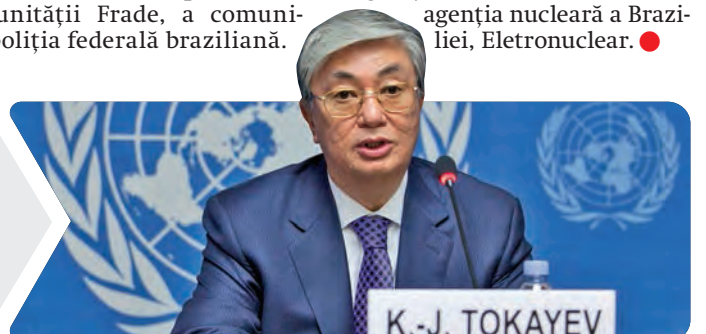 unității Frade, a comuni-
poliția federală braziliană.
agenția nucleară a Brazi-
liei, Eletronuclear.
K.-J. TOKAYEV